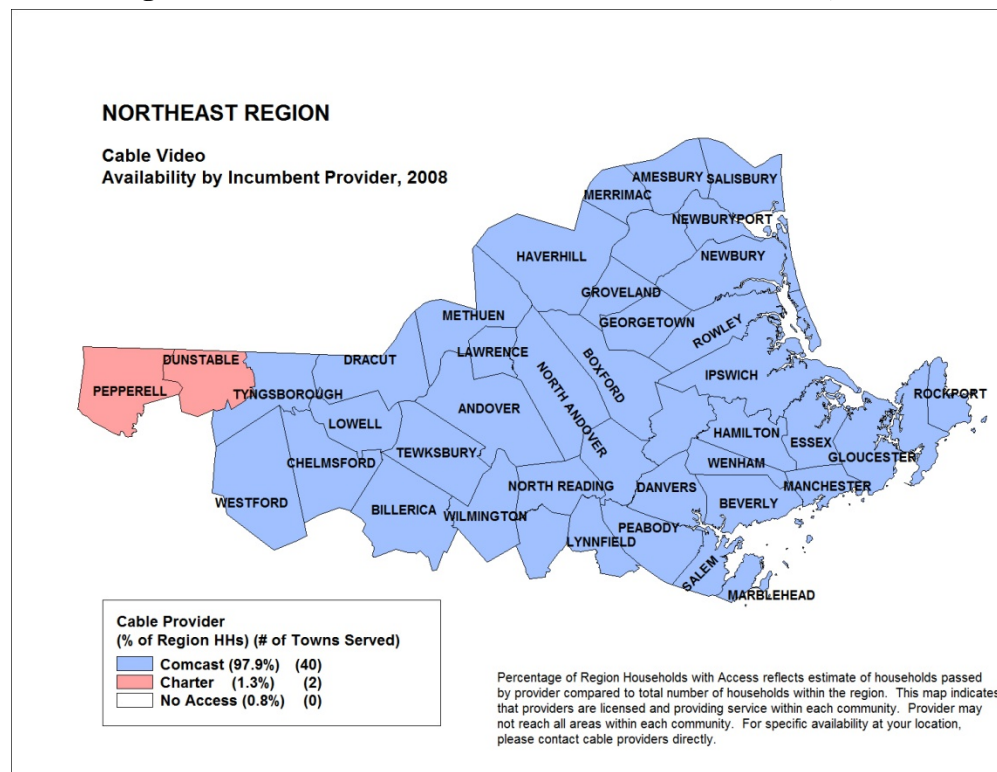 NORTHEAST REGION
Cable Video
Availability by Incumbent Provider, 2008
AMESBURY
SALISBURY
MERRIMAC
NEWBURYPORT
HAVERHILL
NEWBURY
GROVELAND
METHUEN
GEORGETOWN
ROWLEY
DUNSTABLE
DRACUT
LAWRENCE
BOXFORD
IPSWICH
PEPPERELL
TYNGSBOROUGH
NORTH ANDOVER
ROCKPORT
ANDOVER
LOWELL
HAMILTON
ESSEX
TEWKSBURY
GLOUCESTER
CHELMSFORD
WENHAM
NORTH READING
DANVERS
MANCHESTER
WESTFORD
BEVERLY
BILLERICA
WILMINGTON
PEABODY
LYNNFIELD
SALEM
MARBLEHEAD
Cable Provider
(% of Region HHs) (# of Towns Served)
Comcast (97.9%) (40)
Charter (1.3%) (2)
No Access (0.8%) (0)
Percentage of Region Households with Access reflects estimate of households passed
by provider compared to total number of households within the region. This map indicates
that providers are licensed and providing service within each community. Provider may
not reach all areas within each community. For specific availability at your location,
please contact cable providers directly.